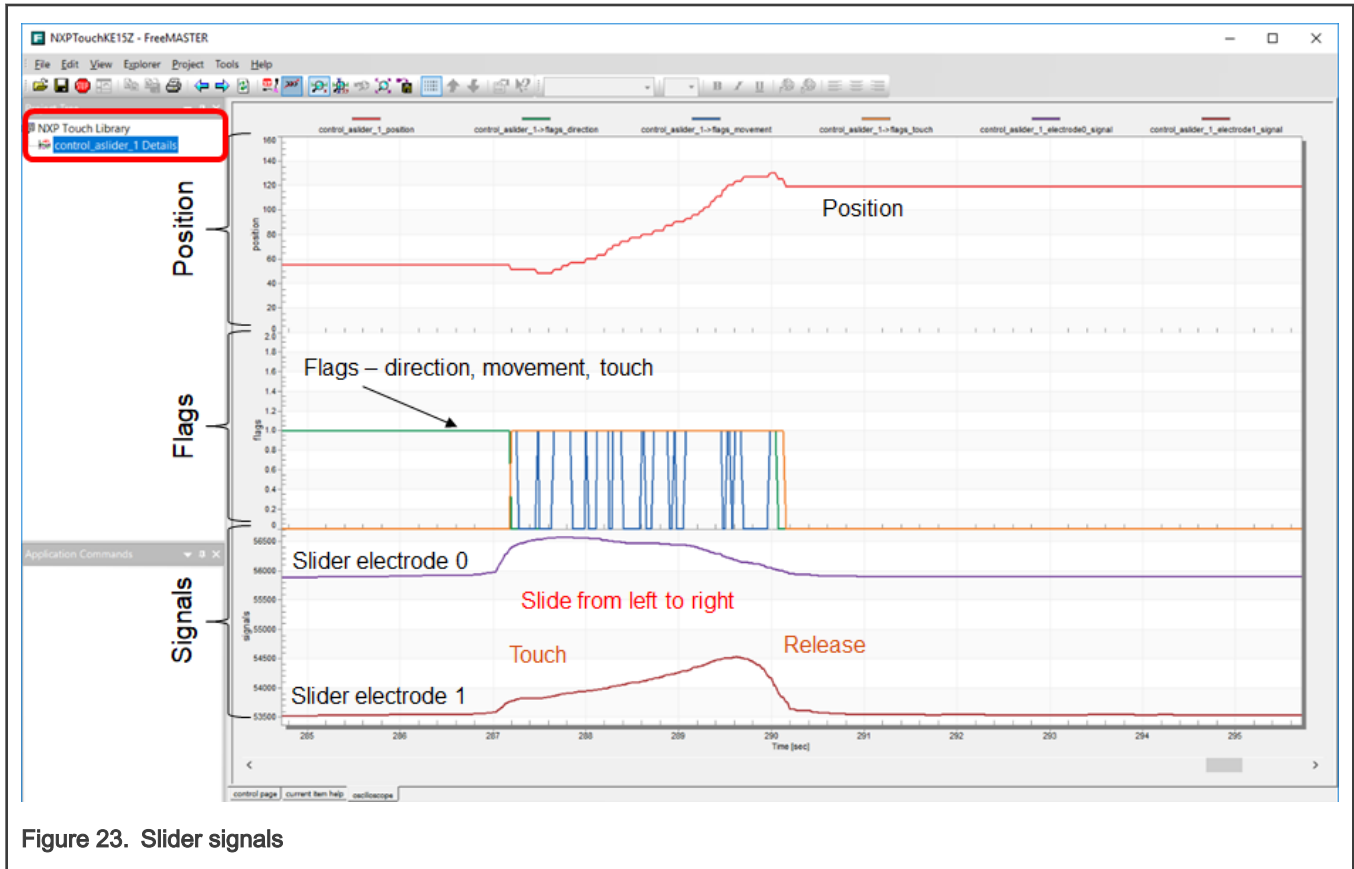 NXPTouchKE15Z - FreeMASTER
File Edit View Explorer Project Tools Help
NXP Touch Library
control_aslider_1 Details
control_aslider_1_position control_aslider_1->flags_direction control_aslider_1->flags_movement control_aslider_1->flags_touch control_aslider_1_electrode0_signal control_aslider_1_electrode1_signal
Position
position
160
140
120
100
80
60
40
20
0
Position
Flags
flags
2.0
1.8
1.6
1.4
1.2
1.0
0.8
0.6
0.4
0.2
0
Flags – direction, movement, touch
Application Commands
Signals
signals
56500
56000
55500
55000
54500
54000
53500
Slider electrode 0
Slide from left to right
Touch
Release
Slider electrode 1
285 286 287 288 289 290 291 292 293 294 295
Time [sec]
control page current item help oscilloscope
Figure 23. Slider signals